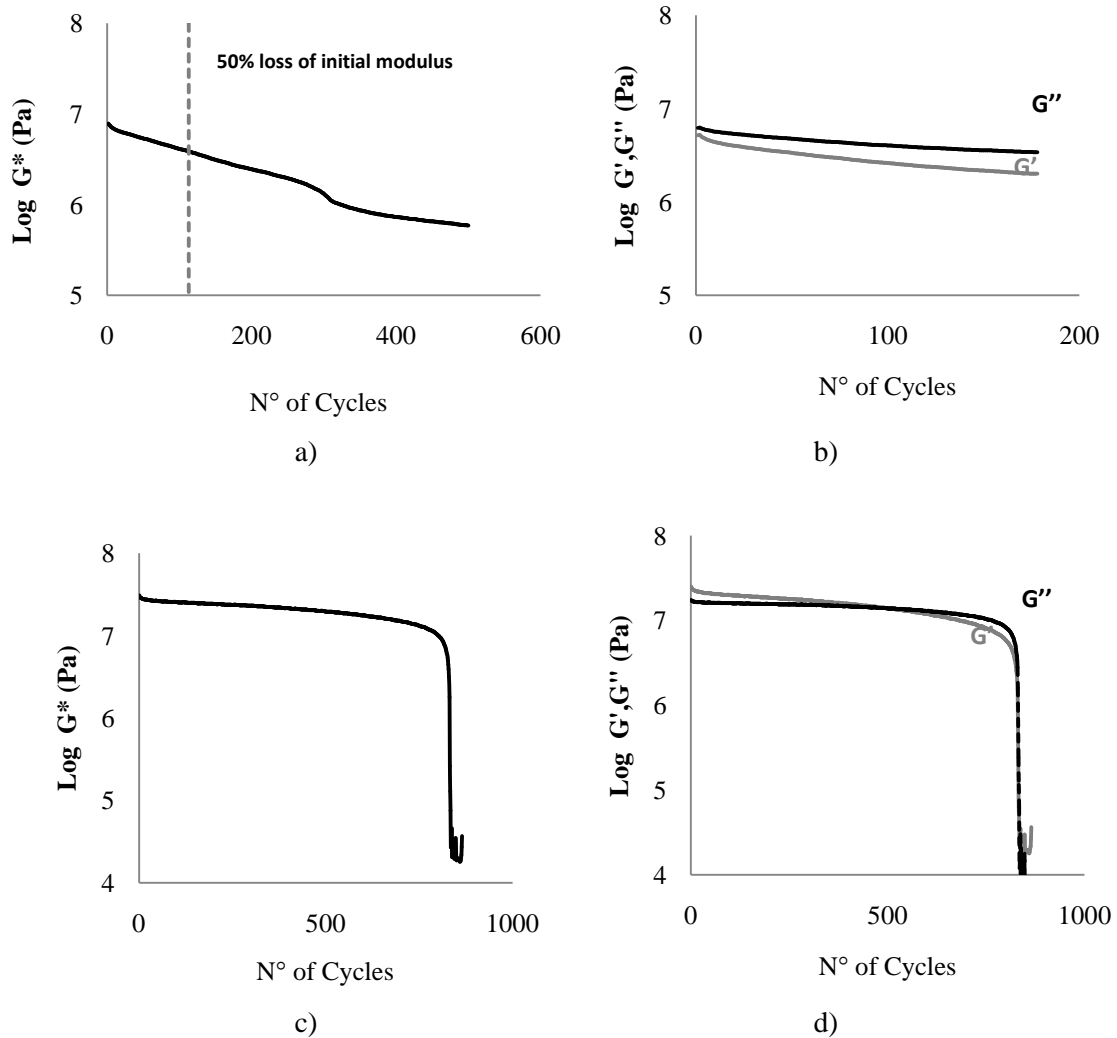 8
7
6
5
Log G* (Pa)
50% loss of initial modulus
0 200 400 600
N° of Cycles
a)
8
7
6
5
Log G',G'' (Pa)
G’’
G’
0 100 200
N° of Cycles
b)
8
7
6
5
4
Log G* (Pa)
0 500 1000
N° of Cycles
c)
8
7
6
5
4
Log G',G'' (Pa)
G’’
G’
0 500 1000
N° of Cycles
d)